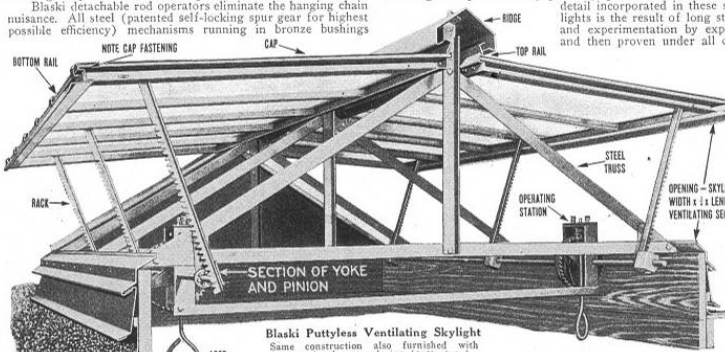 Blaski detachable rod operators eliminate the hanging chain
nuisance. All steel (patented self-locking spur gear for highest
possible efficiency) mechanisms running in bronze bushings
detail incorporated in these s
lights is the result of long s
and experimentation by exp
and then proven under all c
RIDGE
NOTE CAP FASTENING
CAP
TOP RAIL
BOTTOM RAIL
STEEL
TRUSS
RACK
OPERATING
STATION
OPENING - SKYL
WIDTH x
x LEN
VENTILATING SE
SECTION OF YOKE
AND PINION
Blaski Puttyless Ventilating Skylight
Same construction also furnished with